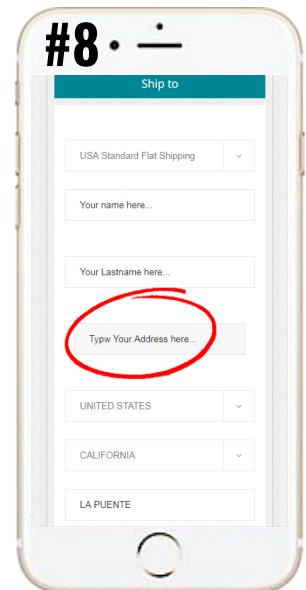 #8
Ship to
USA Standard Flat Shipping
Your name here...
Your Lastname here...
Typw Your Address here...
UNITED STATES
CALIFORNIA
LA PUENTE